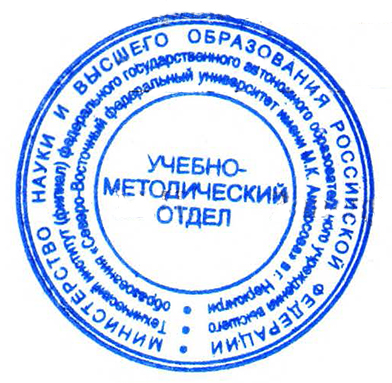 МИНИСТЕРСТВО НАУКИ И ВЫСШЕГО ОБРАЗОВАНИЯ РОССИЙСКОЙ ФЕДЕРАЦИИ
Технический институт (филиал) федерального государственного автономного образовательного учреждения высшего
образования «Северо-Восточный федеральный университет имени М.К. Аммосова» в г. Нерюнгри
УЧЕБНО-
МЕТОДИЧЕСКИЙ
ОТДЕЛ